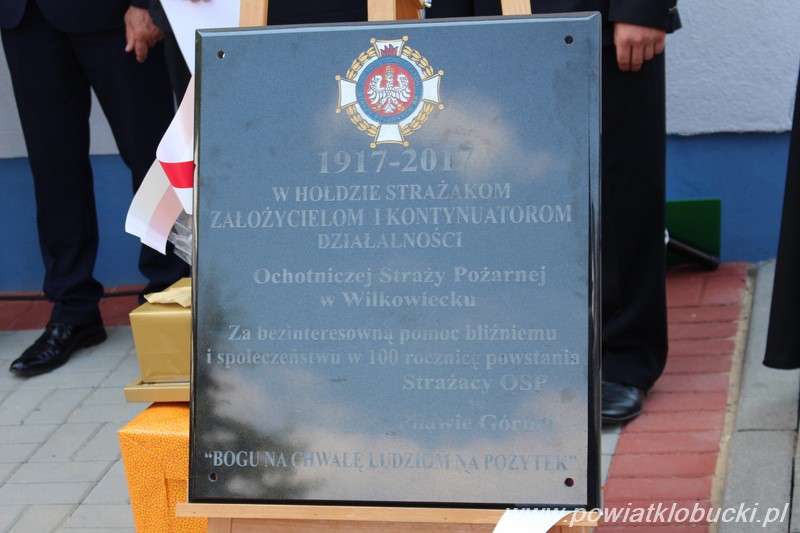 1917-2017
W HOŁDZIE STRAŻAKOM
ZAŁOŻYCIELOM I KONTYNUATOROM
DZIAŁALNOŚCI
Ochotniczej Straży Pożarnej
w Wilkowiecku
Za bezinteresowną pomoc bliźniemu
i społeczeństwu w 100 rocznicę powstania
Strażacy OSP
"BOGU NA CHWAŁĘ LUDZIOM NA POŻYTEK"
www.powiatklobucki.pl